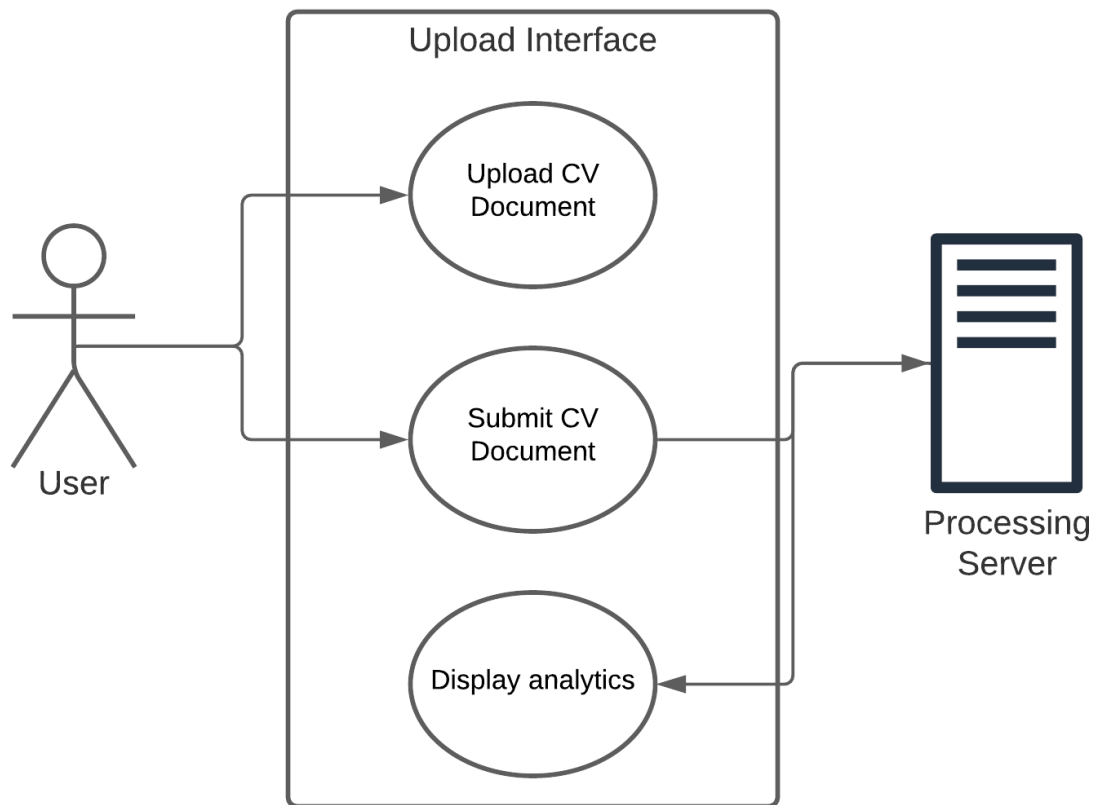 Upload Interface
Upload CV
Document
Submit CV
Document
Display analytics
User
Processing
Server